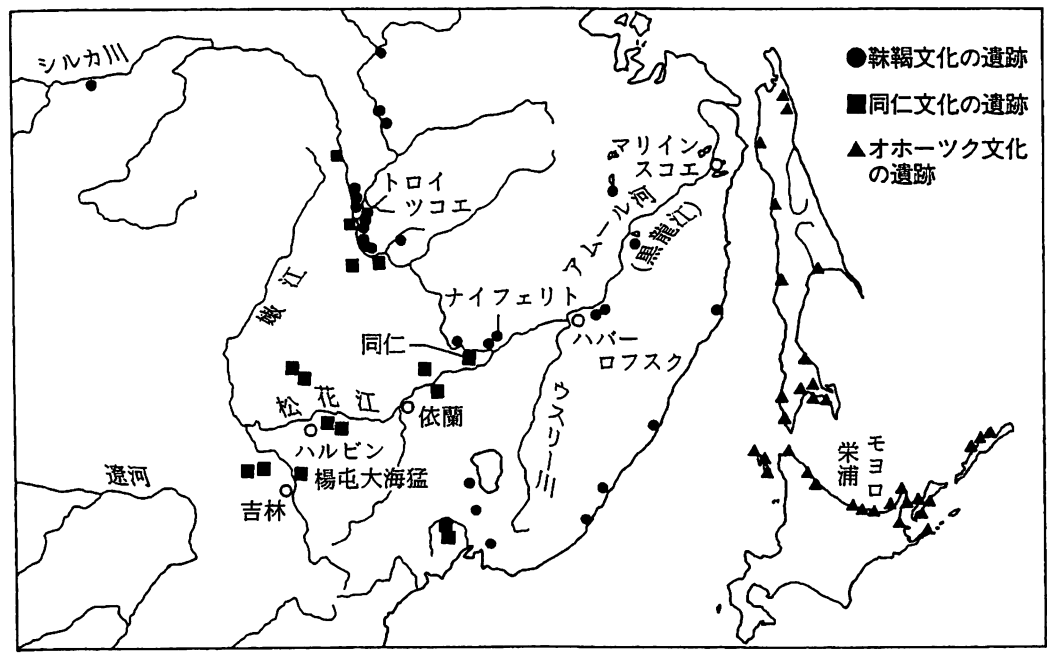 シルカ川
●靺鞨文化の遺跡
■同仁文化の遺跡
▲オホーツク文化
の遺跡
マリイン
スコエ
トロイ
ツコエ
アムール河
(黒龍江)
嫩江
ナイフェリト
同仁
ハバー
ロフスク
松花江
依蘭
ウスリー川
ハルビン
楊屯大海猛
吉林
遼河
モヨロ
栄浦